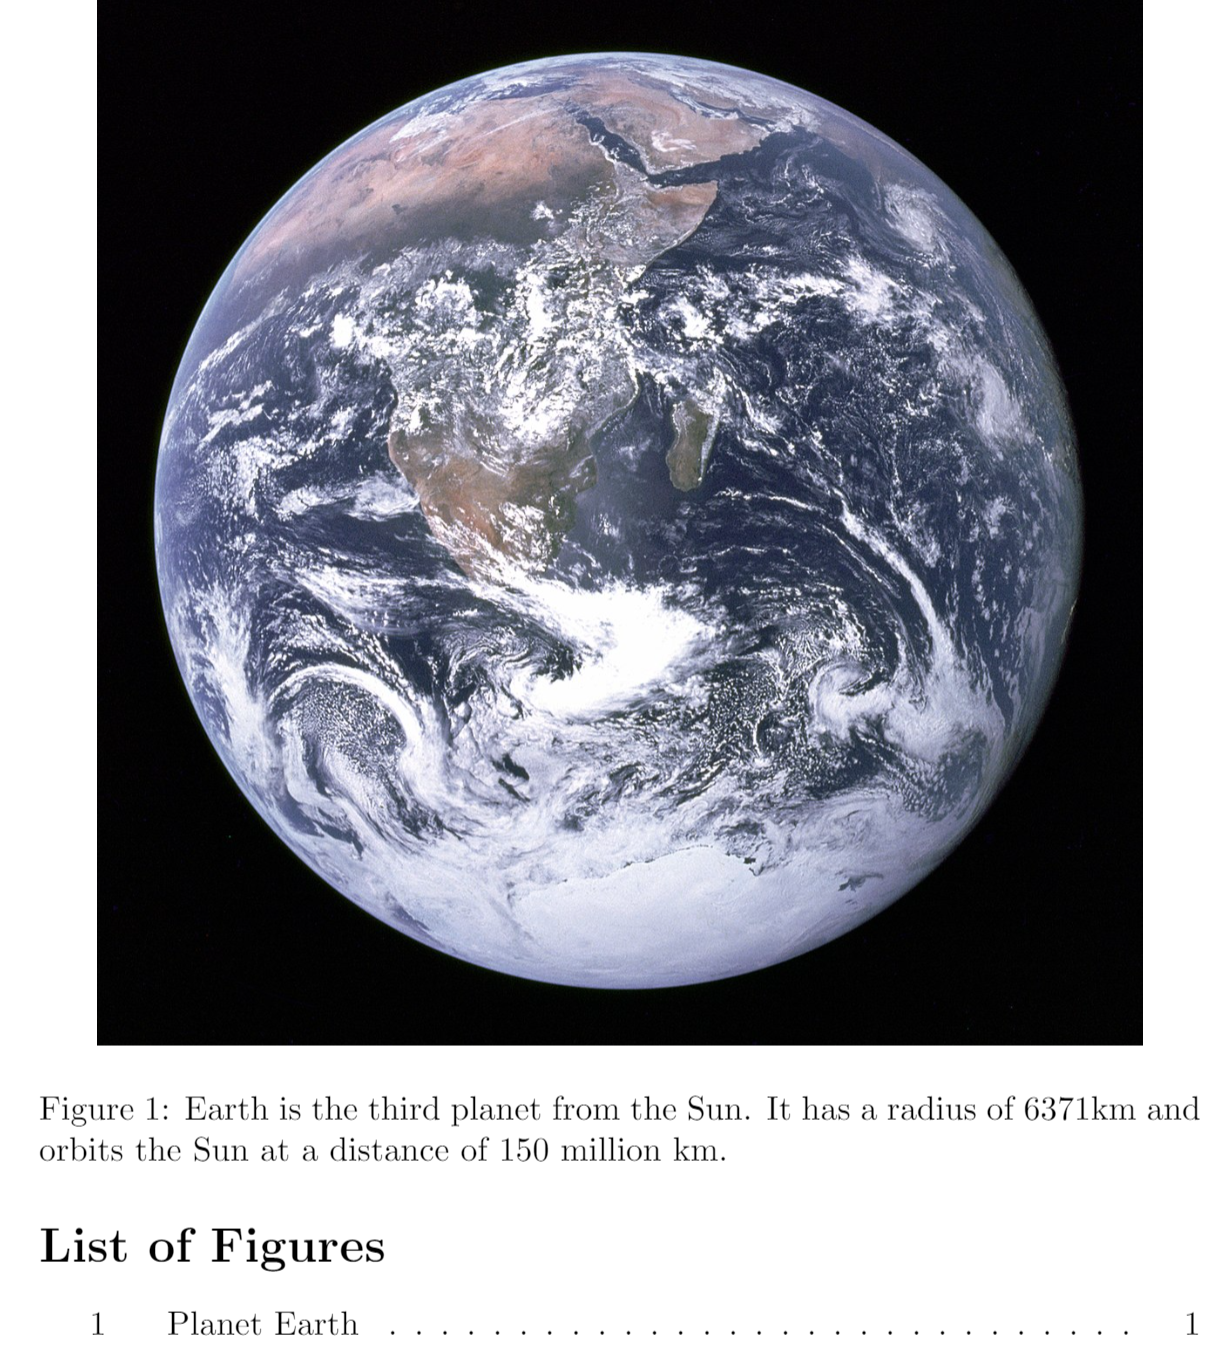 Figure 1: Earth is the third planet from the Sun. It has a radius of 6371km and
orbits the Sun at a distance of 150 million km.
List of Figures
1 Planet Earth . . . . . . . . . . . . . . . . . . . . . . . . . . . . . 1